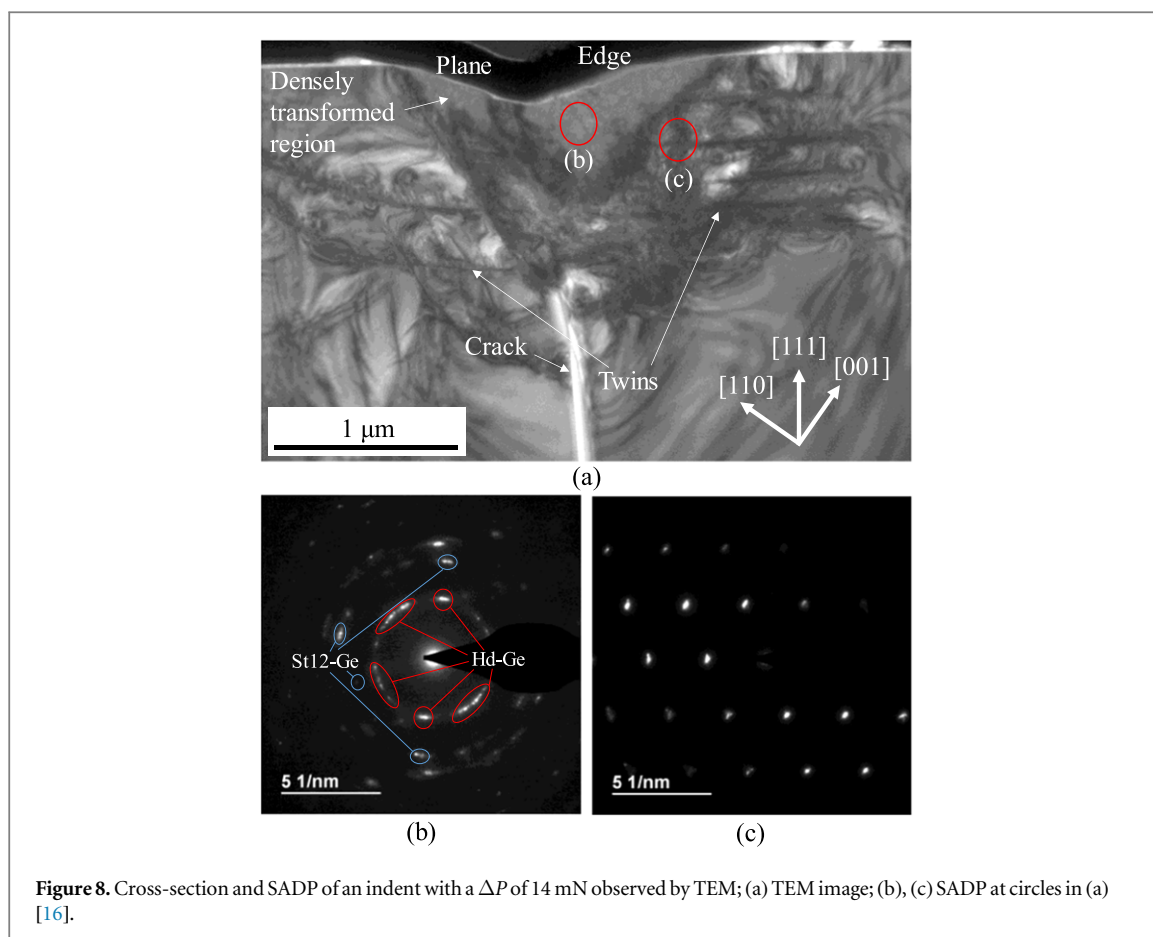 Plane
Edge
Densely
transformed
region
(b)
(c)
Crack
Twins
[110]
[111]
[001]
1 μm
(a)
St12-Ge
Hd-Ge
5 1/nm
(b)
5 1/nm
(c)
Figure 8. Cross-section and SADP of an indent with a ΔP of 14 mN observed by TEM; (a) TEM image; (b), (c) SADP at circles in (a)
[16].